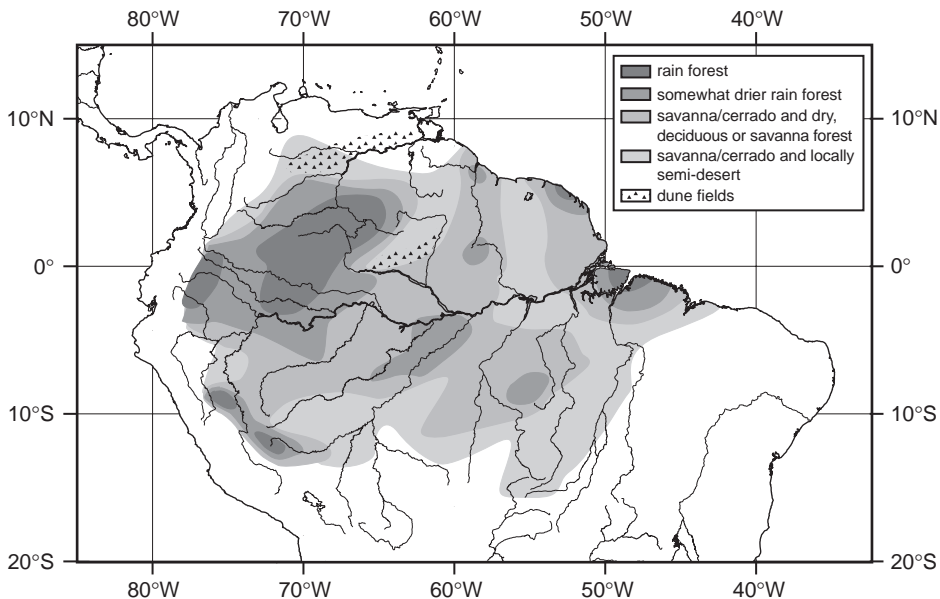 80°W 70°W 60°W 50°W 40°W
rain forest
somewhat drier rain forest
savanna/cerrado and dry,
deciduous or savanna forest
savanna/cerrado and locally
semi-desert
dune fields
10°N 10°N
0° 0°
10°S 10°S
20°S 20°S
80°W 70°W 60°W 50°W 40°W